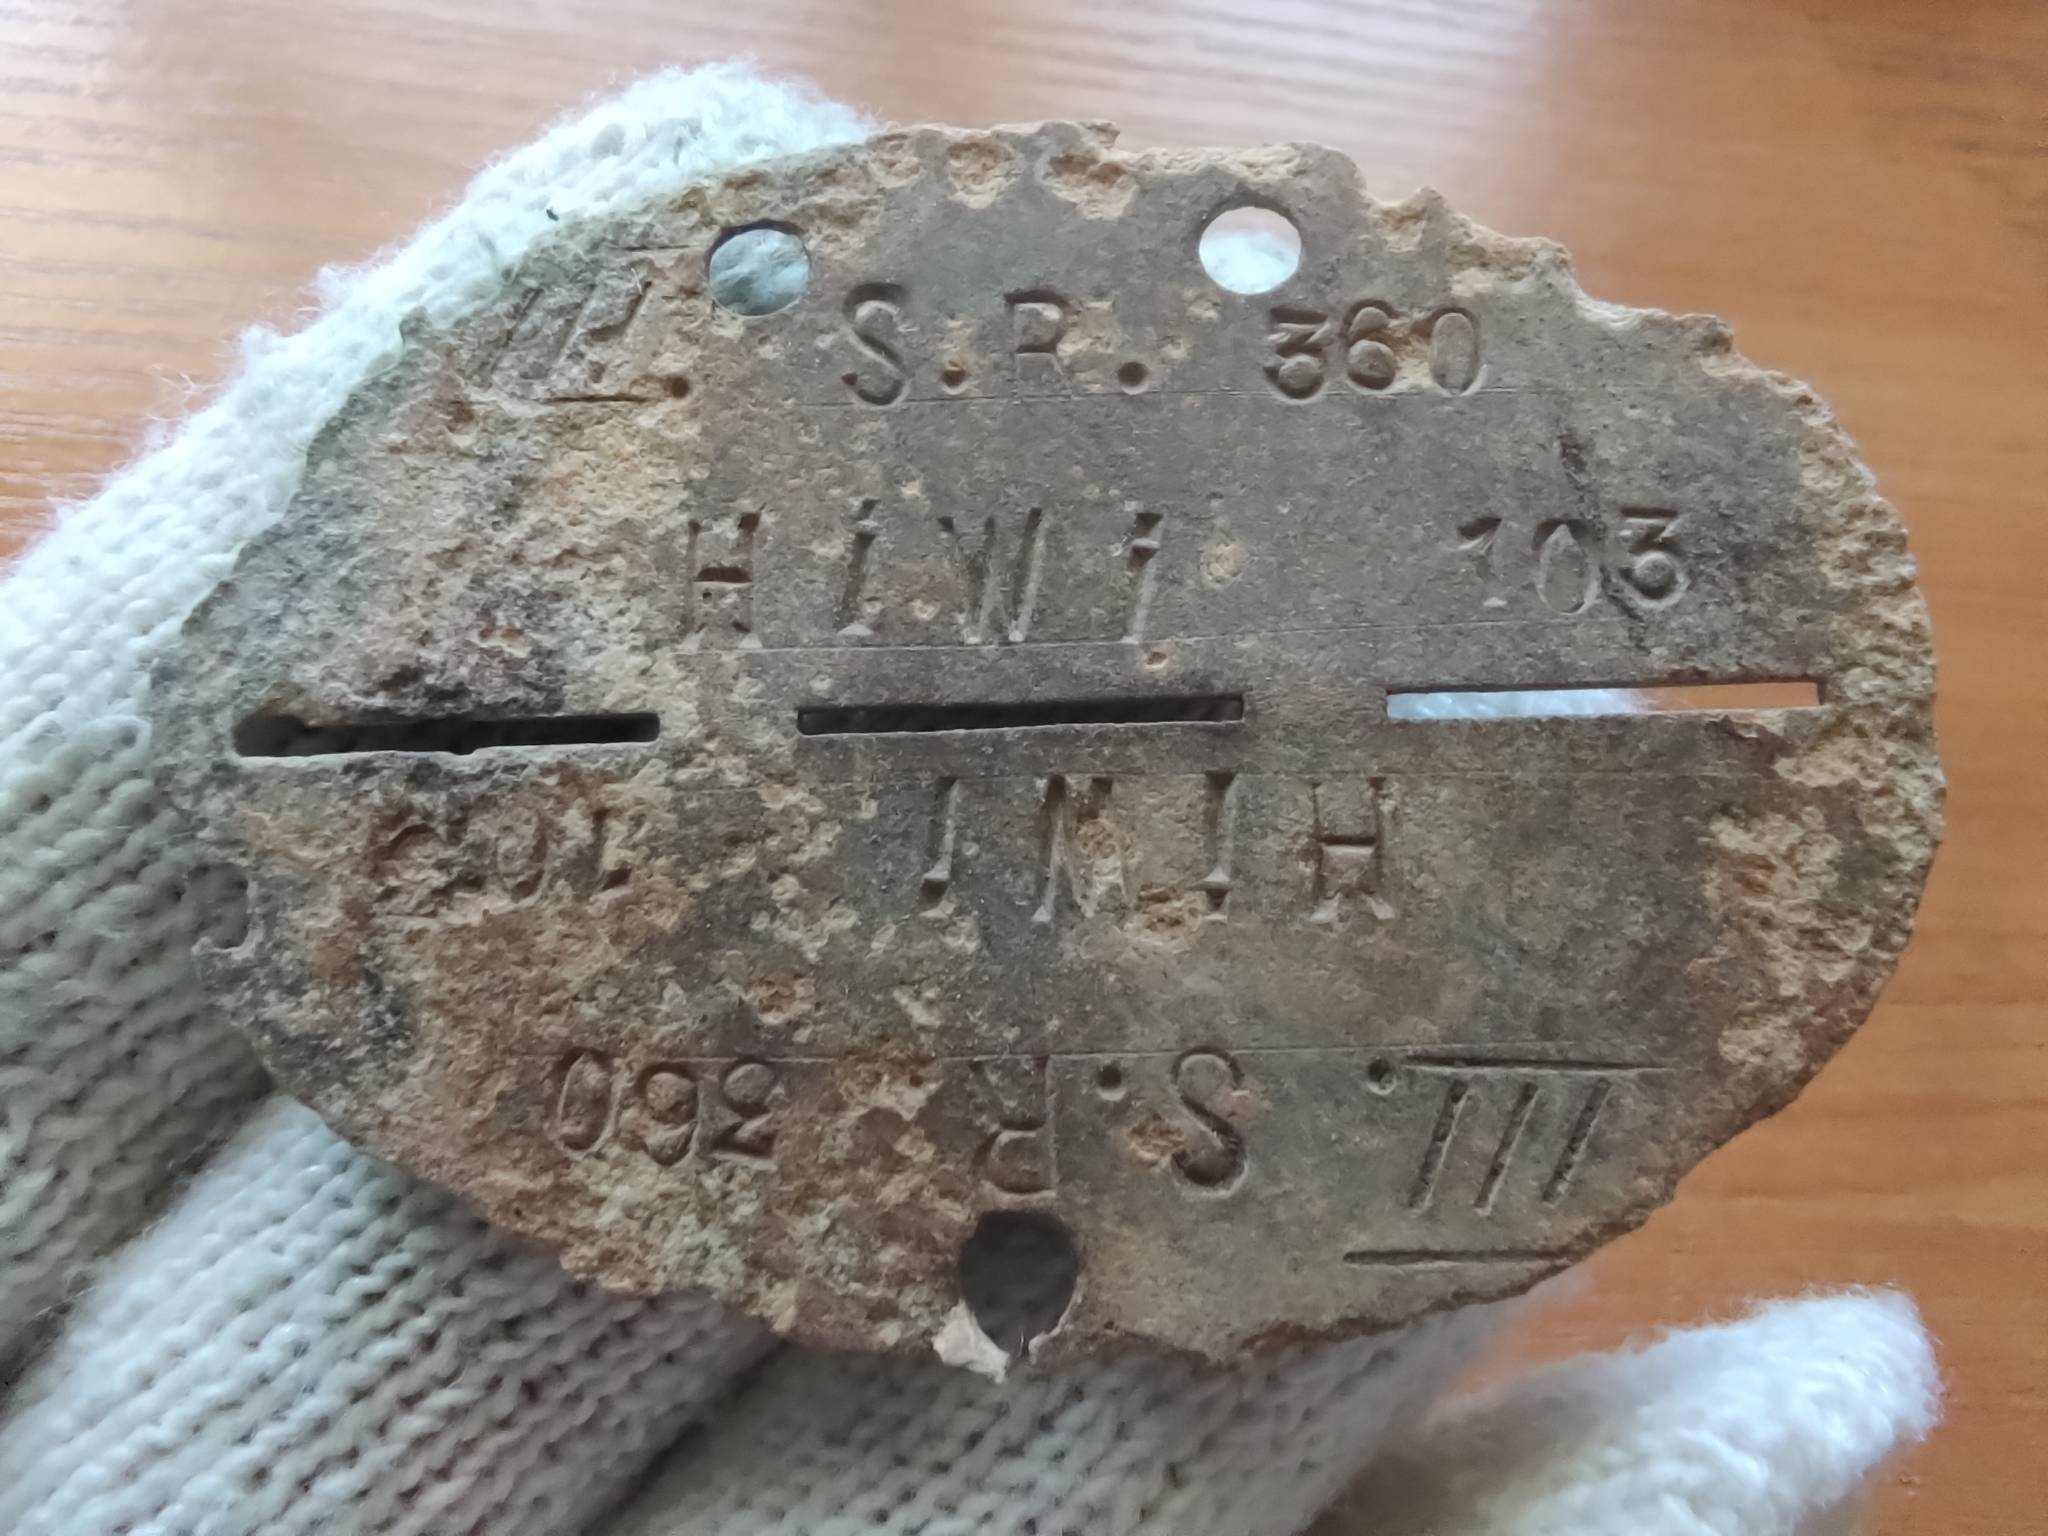 III. S.R. 360
HiWi 103
HIWI 103
III. S.R 360